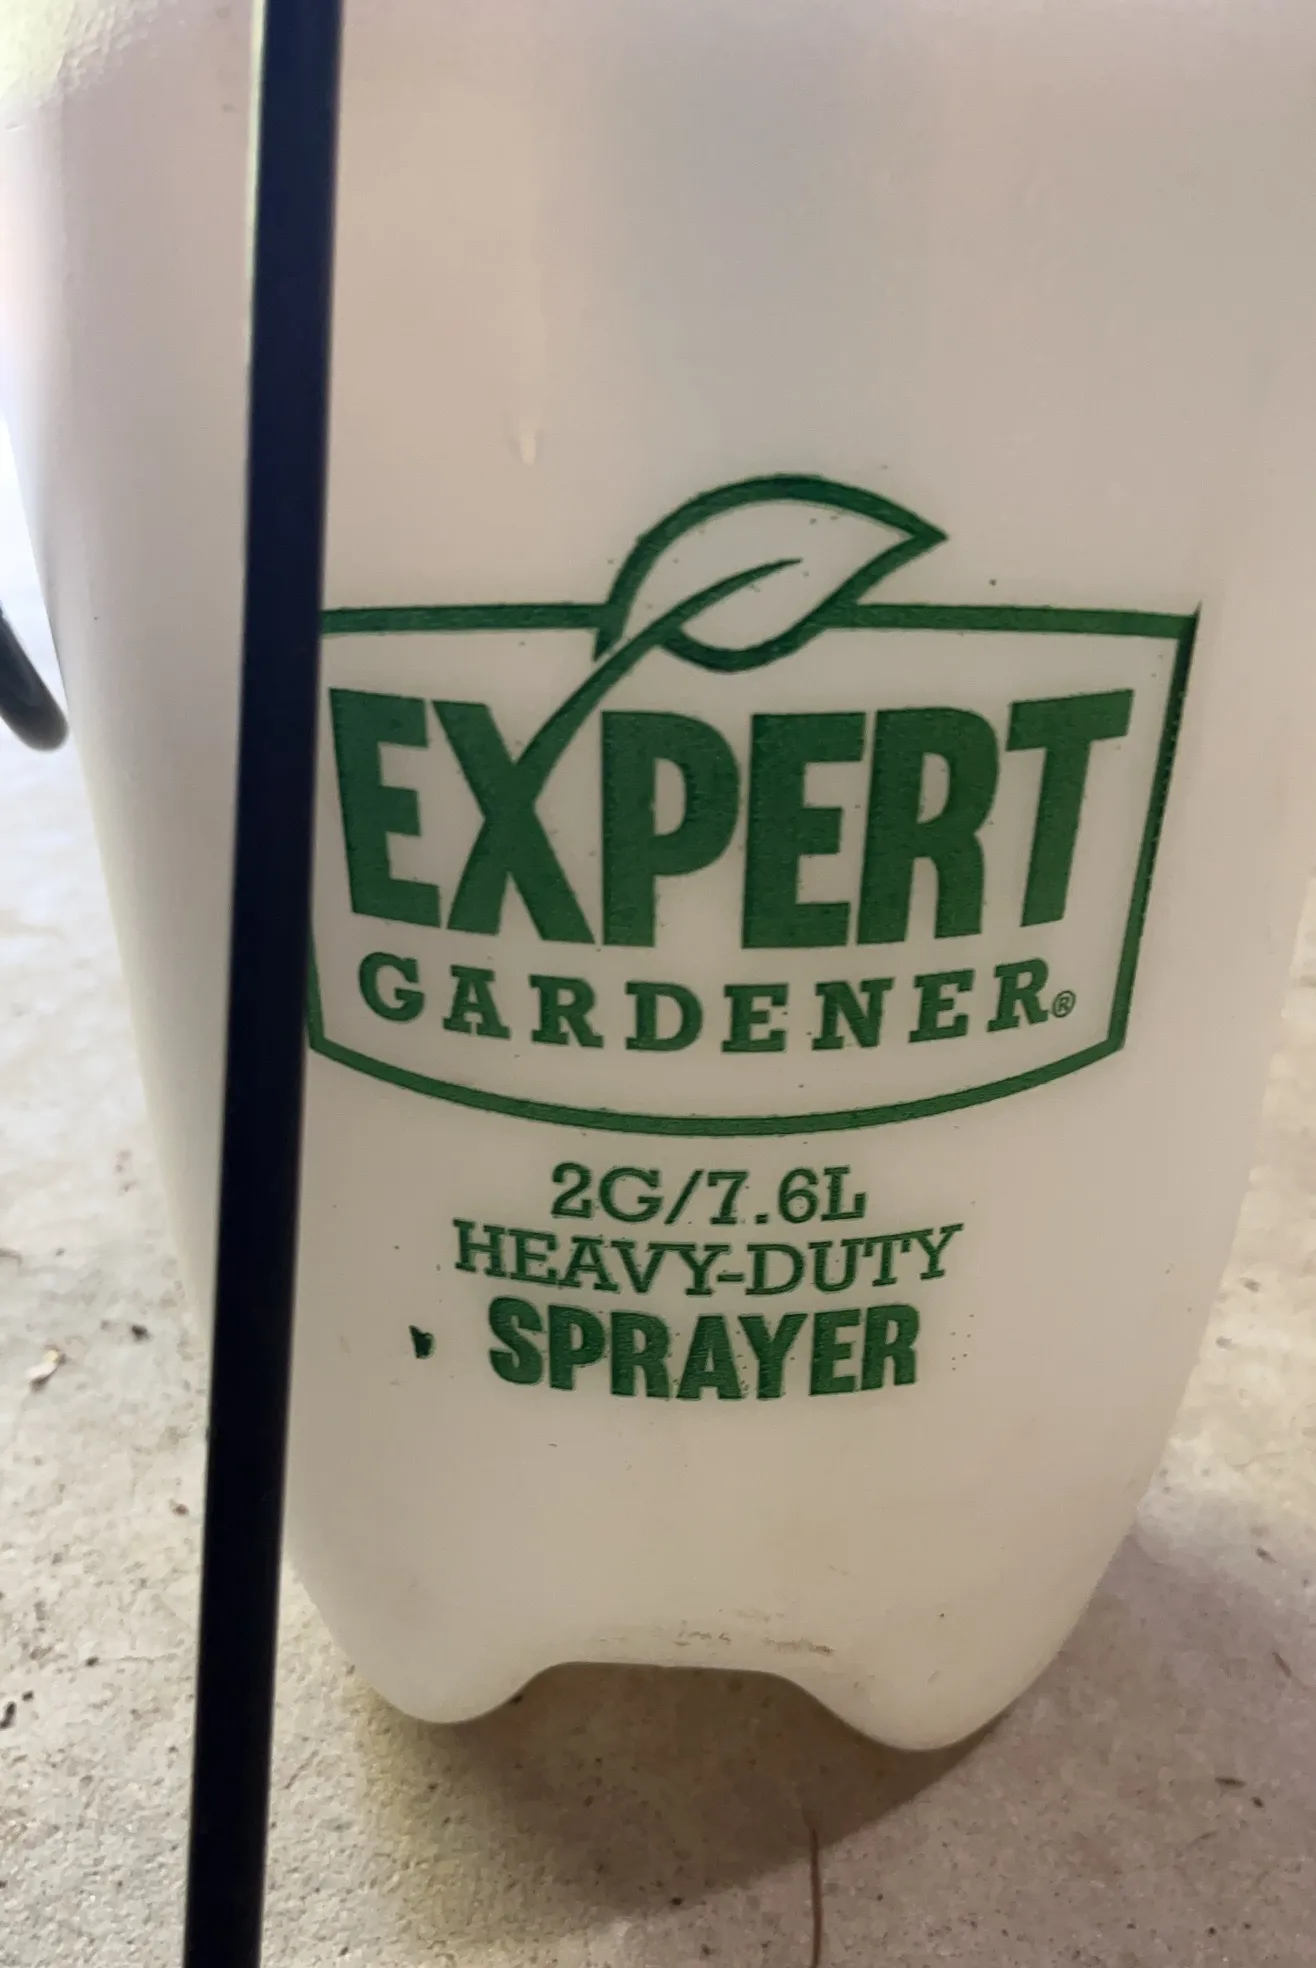 EXPERT
GARDENER®
2G/7.6L
HEAVY-DUTY
SPRAYER